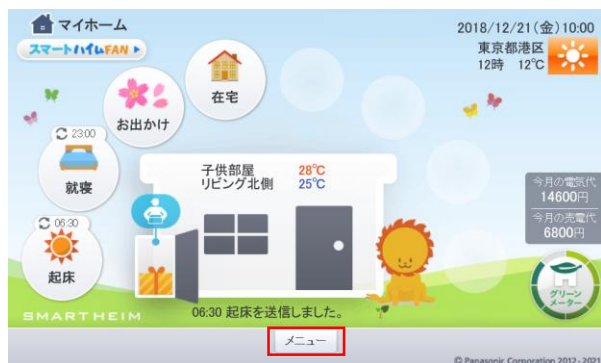 マイホーム
スマートハイムFAN
2018/12/21(金)10:00
東京都港区
12時 12℃
在宅
お出かけ
23:00
就寝
子供部屋 28℃
リビング北側 25℃
今月の電気代
14600円
今月の売電代
6800円
06:30
起床
グリーン
メーター
SMARTHEIM
06:30 起床を送信しました。
メニュー
© Panasonic Corporation 2012-2021